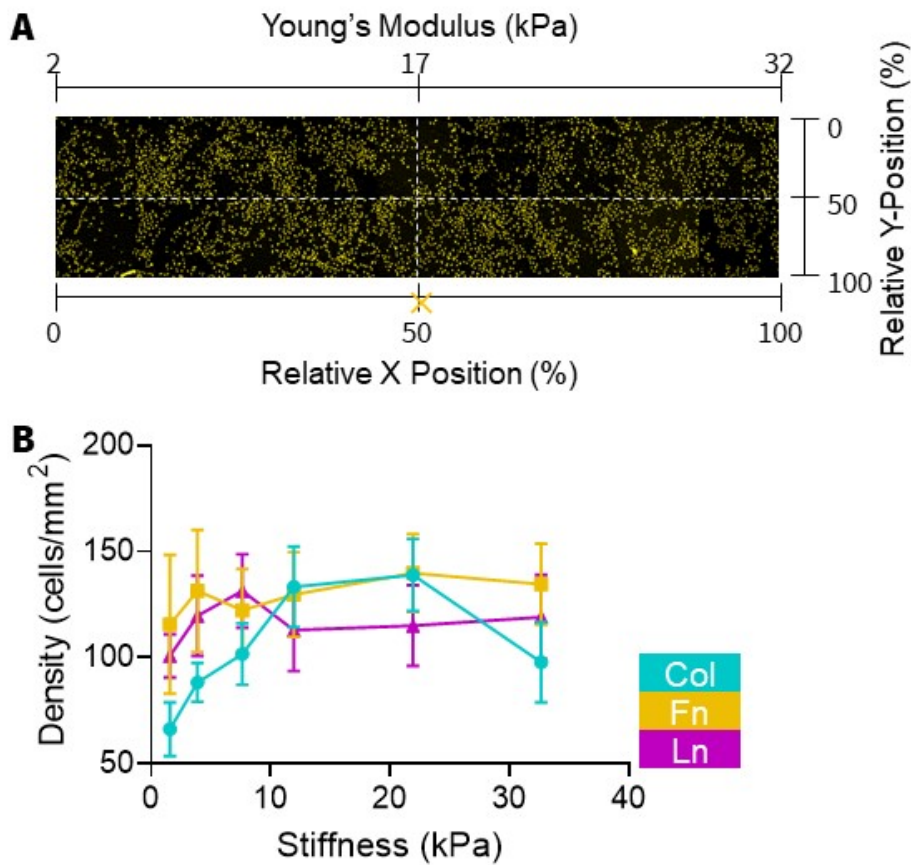 A
Young's Modulus (kPa)
2 17 32
0
50
100
Relative Y-Position (%)
0 50 100
Relative X Position (%)
B
200
150
100
50
Density (cells/mm²)
0 10 20 30 40
Stiffness (kPa)
Col
Fn
Ln